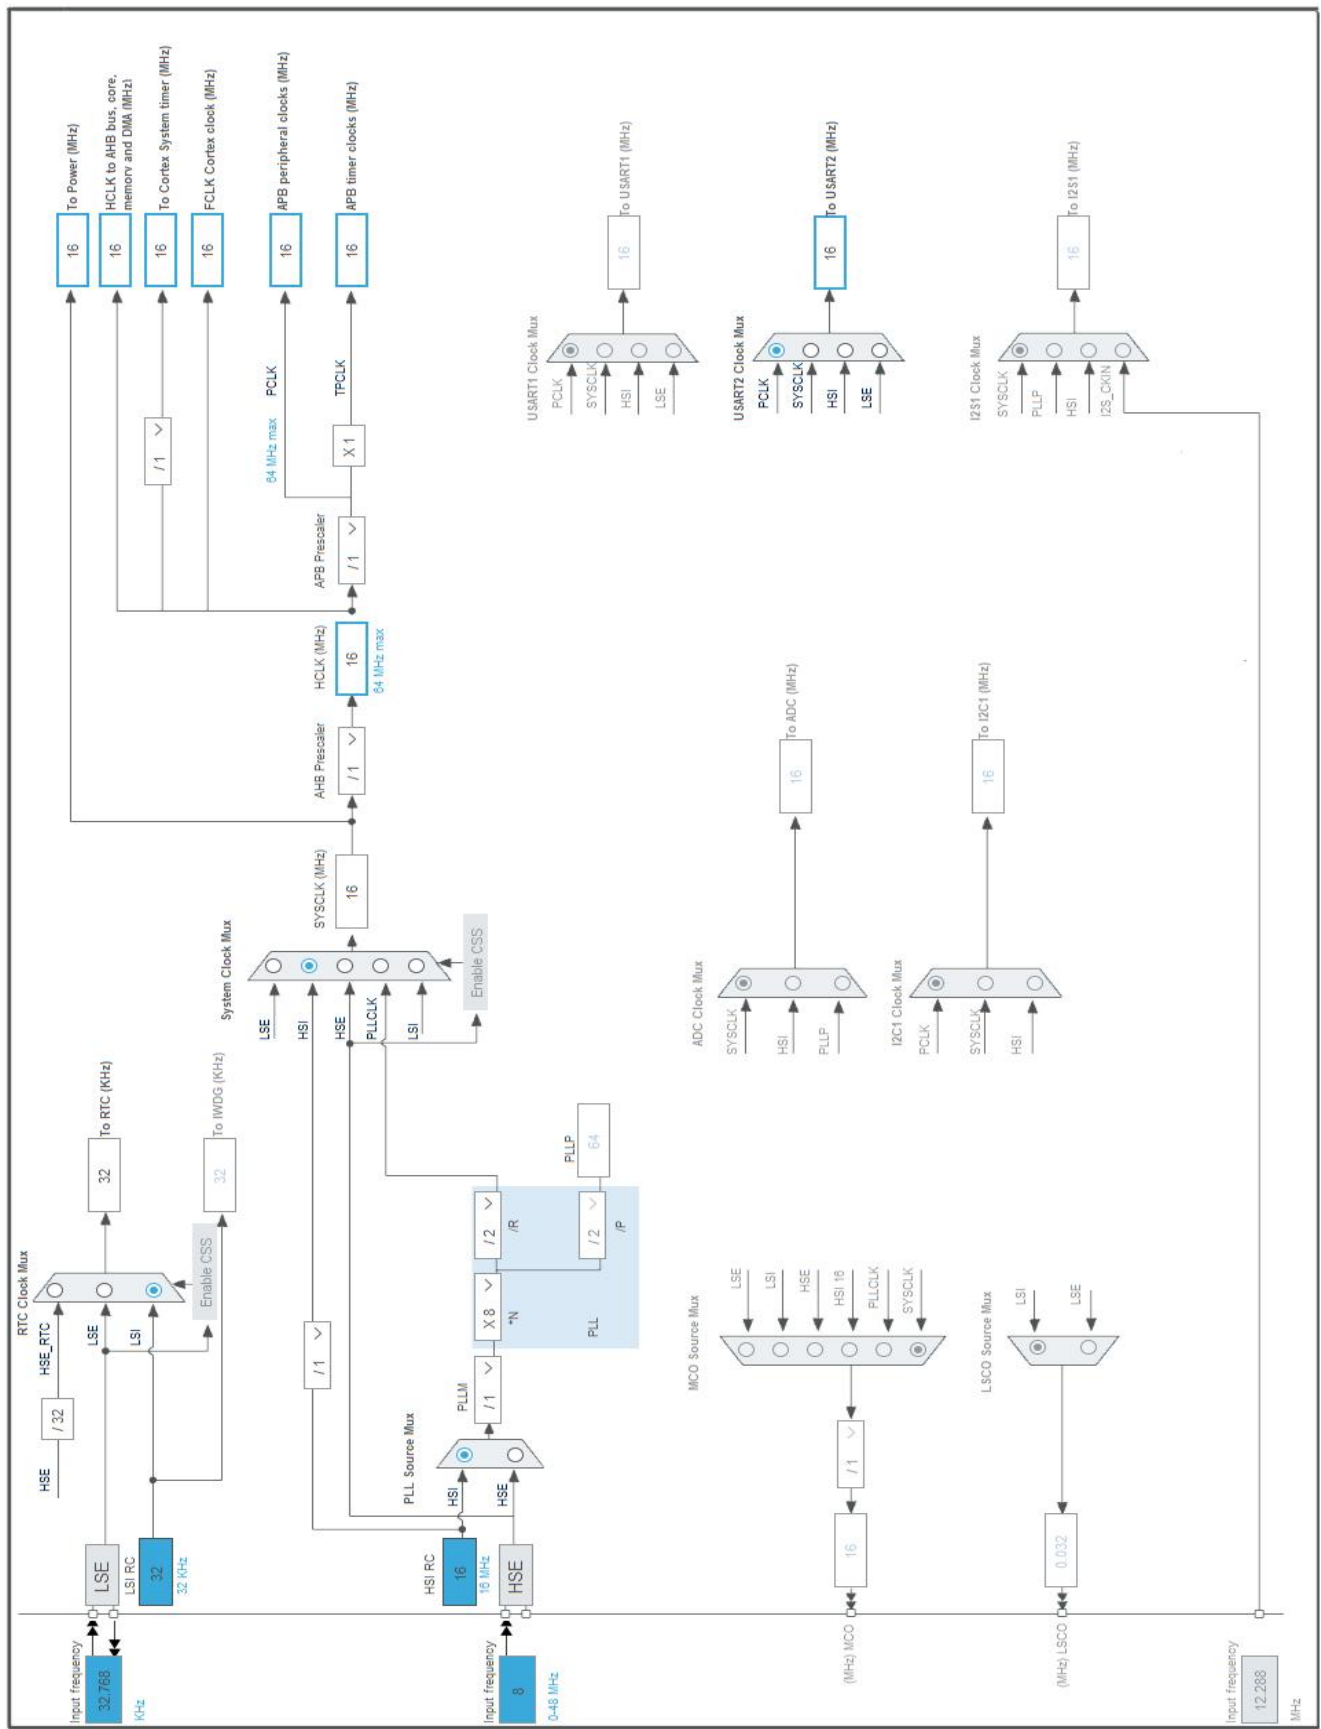 Input frequency
32.768
KHz
LSE
LSI RC
32
32 KHz
HSE
/ 32
HSE_RTC
LSE
LSI
RTC Clock Mux
Enable CSS
32
To RTC (KHz)
32
To IWDG (KHz)
Input frequency
8
0-48 MHz
HSI RC
16
16 MHz
HSE
PLL Source Mux
HSI
HSE
PLLM
/ 1
X 8
*N
PLL
/ 2
/R
/ 2
/P
PLLP
64
/ 1
System Clock Mux
LSE
HSI
HSE
PLLCLK
LSI
Enable CSS
SYSCLK (MHz)
16
AHB Prescaler
/ 1
HCLK (MHz)
16
64 MHz max
APB Prescaler
/ 1
/ 1
64 MHz max
PCLK
X 1
TPCLK
16
To Power (MHz)
16
HCLK to AHB bus, core,
memory and DMA (MHz)
16
To Cortex System timer (MHz)
16
FCLK Cortex clock (MHz)
16
APB peripheral clocks (MHz)
16
APB timer clocks (MHz)
USART1 Clock Mux
PCLK
SYSCLK
HSI
LSE
16
To USART1 (MHz)
USART2 Clock Mux
PCLK
SYSCLK
HSI
LSE
16
To USART2 (MHz)
I2S1 Clock Mux
SYSCLK
PLLP
HSI
I2S_CKIN
16
To I2S1 (MHz)
ADC Clock Mux
SYSCLK
HSI
PLLP
16
To ADC (MHz)
I2C1 Clock Mux
PCLK
SYSCLK
HSI
16
To I2C1 (MHz)
MCO Source Mux
LSE
LSI
HSE
HSI 16
PLLCLK
SYSCLK
/ 1
16
(MHz) MCO
LSCO Source Mux
LSI
LSE
0.032
(MHz) LSCO
Input frequency
12.288
MHz